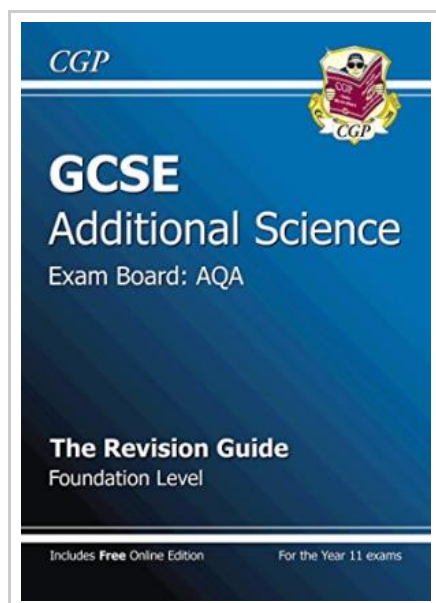 CGP
CGP
GCSE
Additional Science
Exam Board: AQA
The Revision Guide
Foundation Level
Includes Free Online Edition
For the Year 11 exams